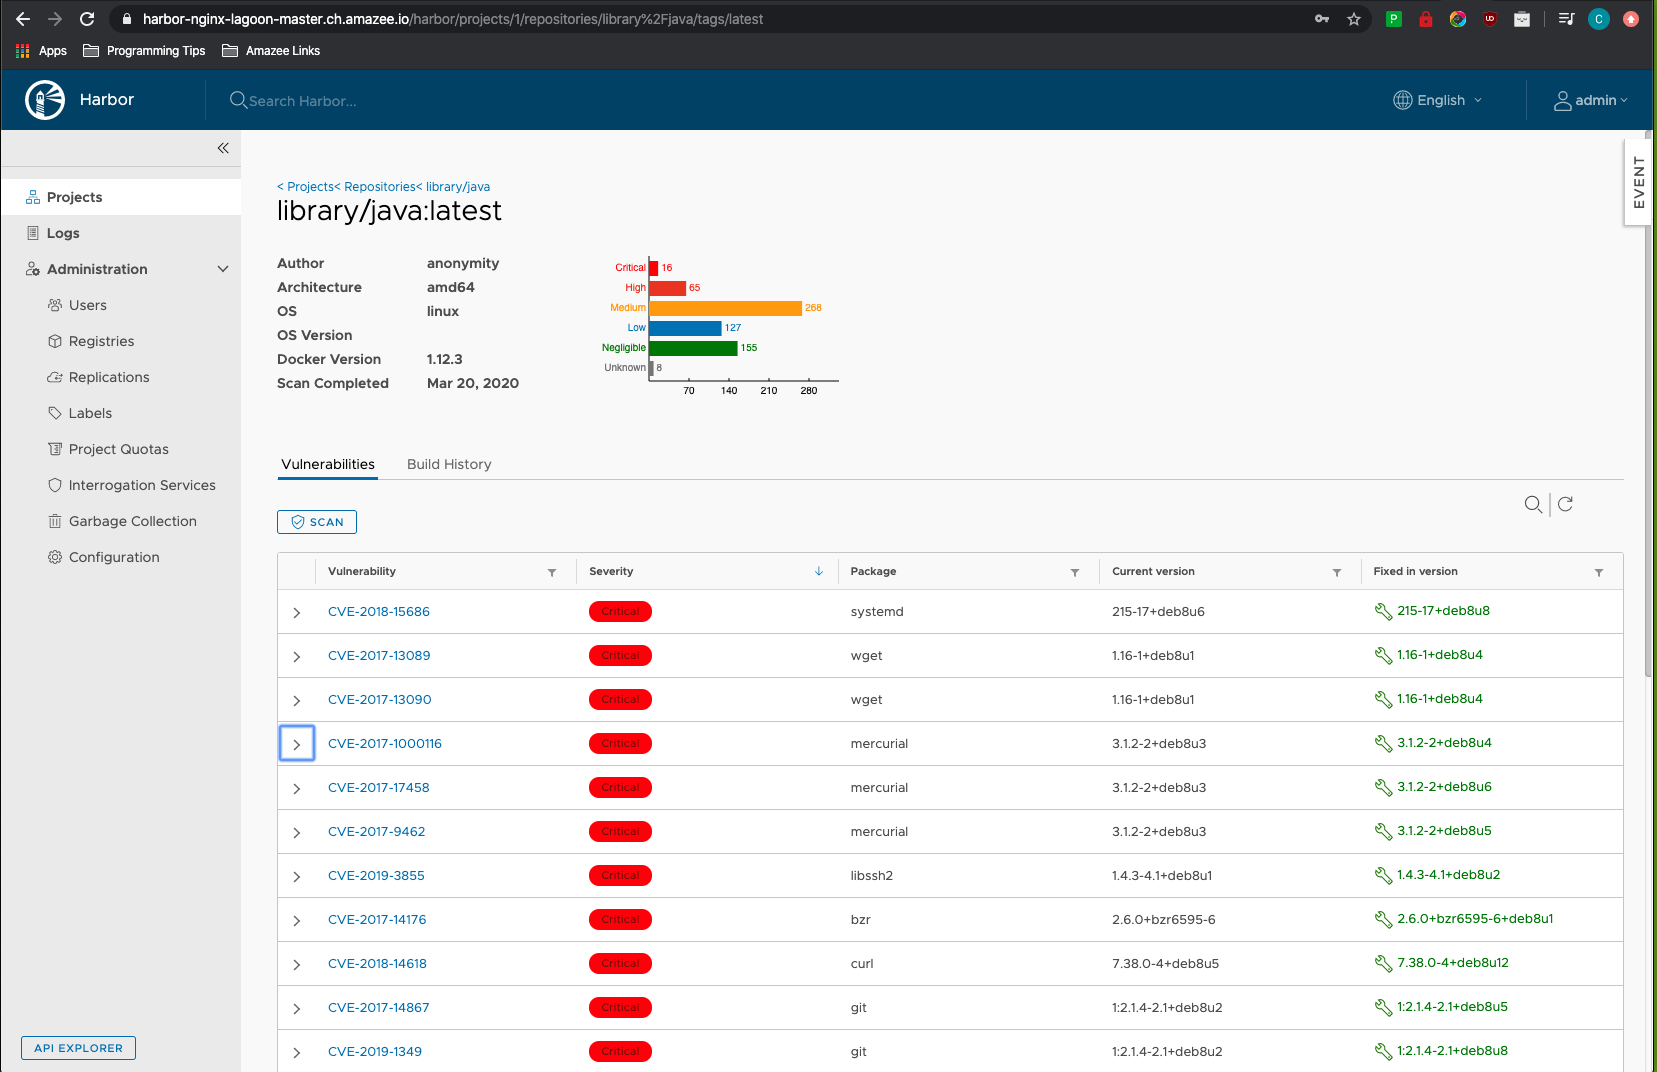 harbor-nginx-lagoon-master.ch.amazee.io/harbor/projects/1/repositories/library%2Fjava/tags/latest
P
UD
C
Apps Programming Tips Amazee Links
Harbor
Search Harbor...
English
admin
EVENT
Projects
Logs
Administration
Users
Registries
Replications
Labels
Project Quotas
Interrogation Services
Garbage Collection
Configuration
API EXPLORER
< Projects< Repositories< library/java
library/java:latest
Author anonymity
Architecture amd64
OS linux
OS Version
Docker Version 1.12.3
Scan Completed Mar 20, 2020
Critical 16
High 65
Medium 268
Low 127
Negligible 155
Unknown 8
70 140 210 280
Vulnerabilities Build History
SCAN
Vulnerability Severity Package Current version Fixed in version
CVE-2018-15686 Critical systemd 215-17+deb8u6 215-17+deb8u8
CVE-2017-13089 Critical wget 1.16-1+deb8u1 1.16-1+deb8u4
CVE-2017-13090 Critical wget 1.16-1+deb8u1 1.16-1+deb8u4
CVE-2017-1000116 Critical mercurial 3.1.2-2+deb8u3 3.1.2-2+deb8u4
CVE-2017-17458 Critical mercurial 3.1.2-2+deb8u3 3.1.2-2+deb8u6
CVE-2017-9462 Critical mercurial 3.1.2-2+deb8u3 3.1.2-2+deb8u5
CVE-2019-3855 Critical libssh2 1.4.3-4.1+deb8u1 1.4.3-4.1+deb8u2
CVE-2017-14176 Critical bzr 2.6.0+bzr6595-6 2.6.0+bzr6595-6+deb8u1
CVE-2018-14618 Critical curl 7.38.0-4+deb8u5 7.38.0-4+deb8u12
CVE-2017-14867 Critical git 1:2.1.4-2.1+deb8u2 1:2.1.4-2.1+deb8u5
CVE-2019-1349 Critical git 1:2.1.4-2.1+deb8u2 1:2.1.4-2.1+deb8u8